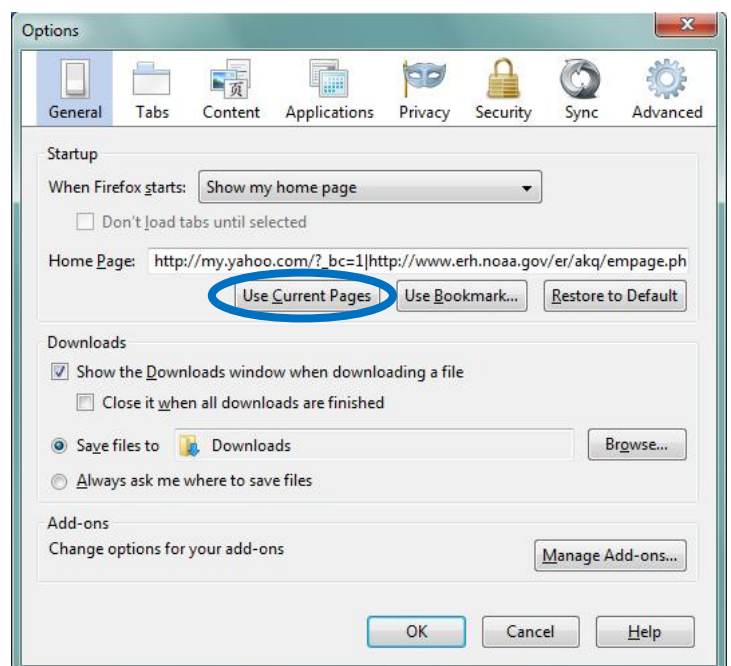 Options
General Tabs Content Applications Privacy Security Sync Advanced
Startup
When Firefox starts: Show my home page
Don't load tabs until selected
Home Page: http://my.yahoo.com/?_bc=1|http://www.erh.noaa.gov/er/akq/empage.ph
Use Current Pages Use Bookmark... Restore to Default
Downloads
Show the Downloads window when downloading a file
Close it when all downloads are finished
Save files to Downloads Browse...
Always ask me where to save files
Add-ons
Change options for your add-ons Manage Add-ons...
OK Cancel Help